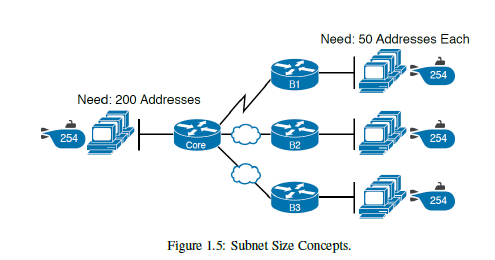 Need: 50 Addresses Each
B1
254
Need: 200 Addresses
254
Core
B2
254
B3
254
Figure 1.5: Subnet Size Concepts.